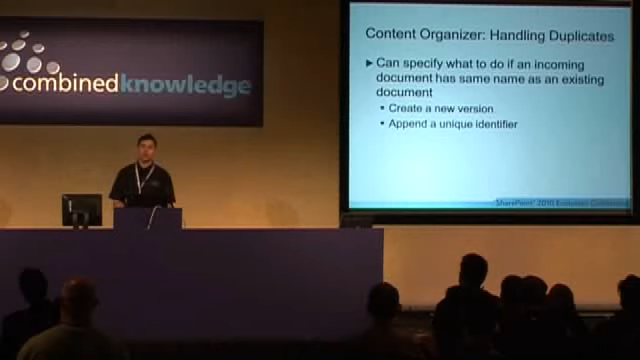 combinedknowledge
Content Organizer: Handling Duplicates
Can specify what to do if an incoming
document has same name as an existing
document
Create a new version
Append a unique identifier
SharePoint 2010 Evolution Conference